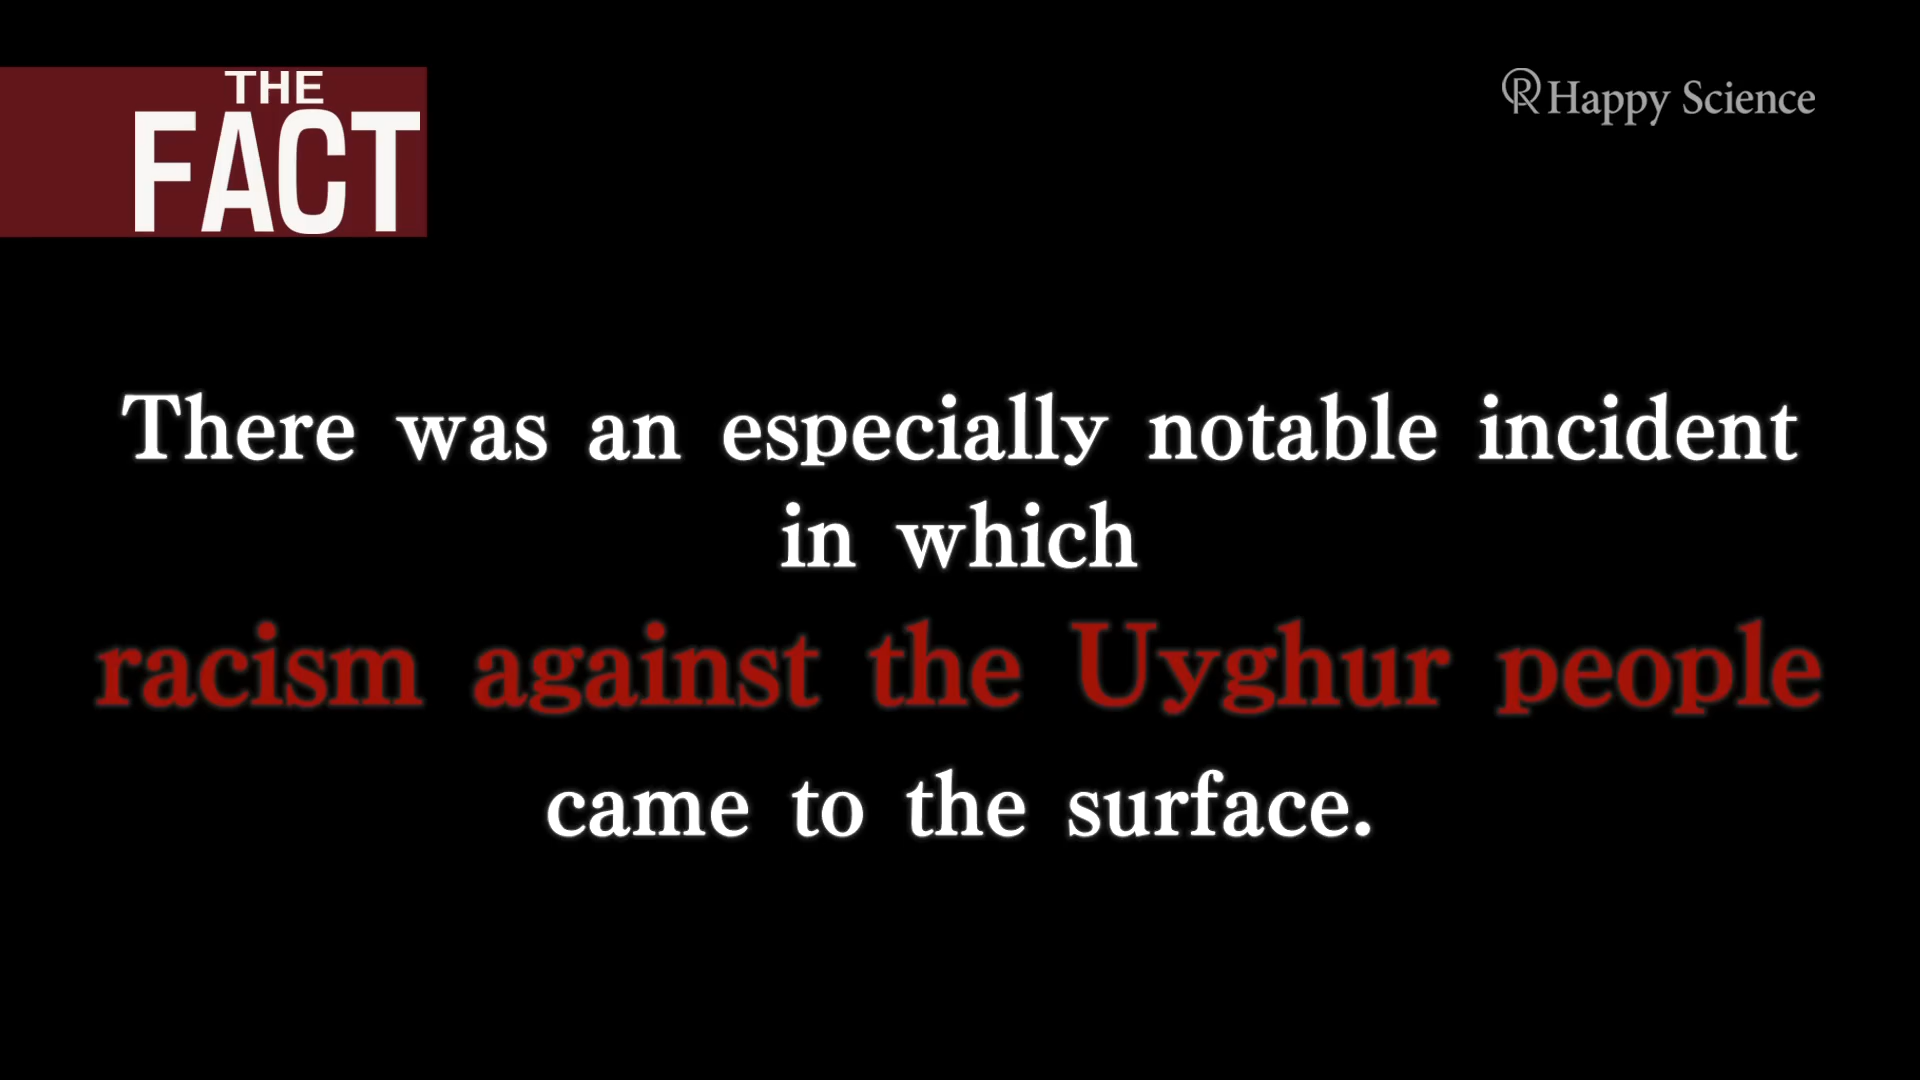 THE
FACT
Happy Science
There was an especially notable incident
in which
racism against the Uyghur people
came to the surface.